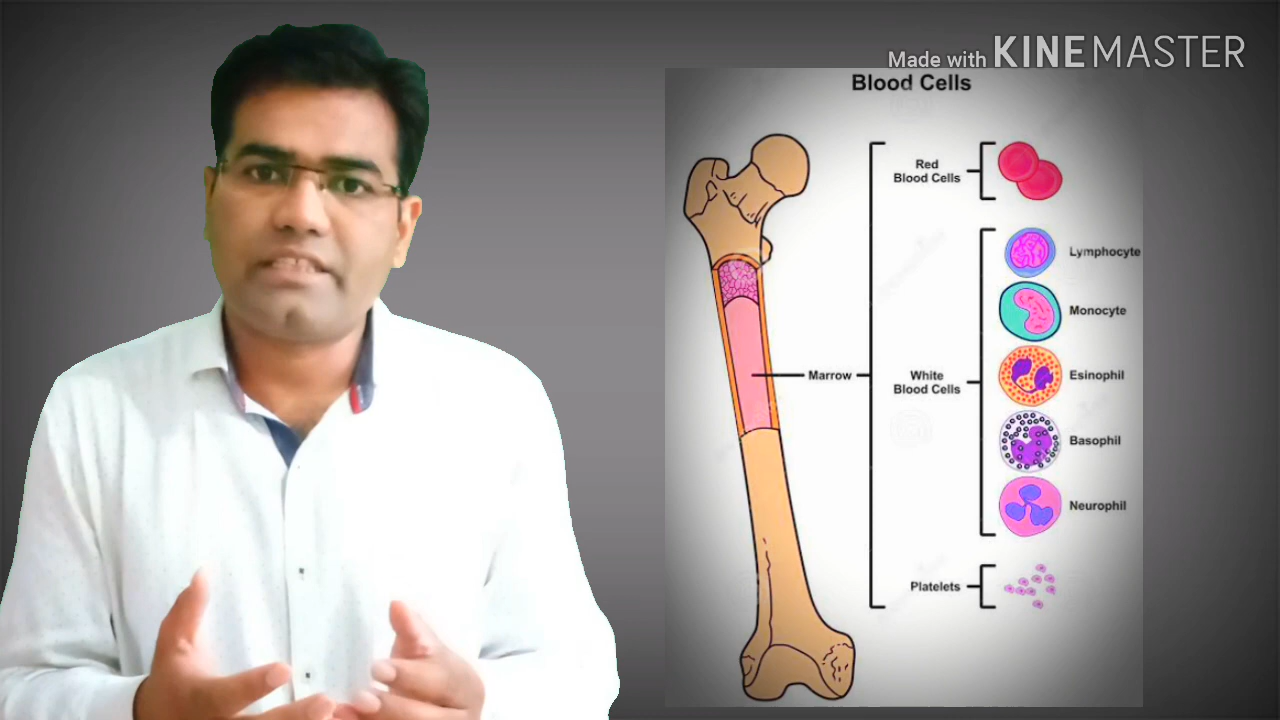 Made with KINEMASTER
Blood Cells
Red
Blood Cells
Lymphocyte
Monocyte
Marrow
White
Blood Cells
Esinophil
Basophil
Neurophil
Platelets